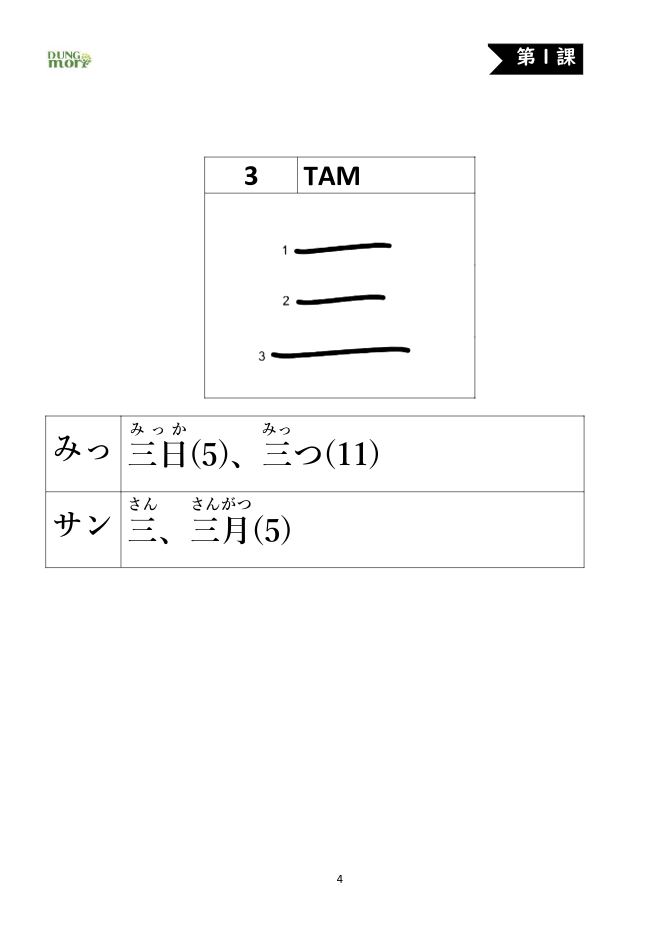 DUNG
mori
第1課
3 TAM
1
2
3
みっ
みっか みっ
三日(5)、三つ(11)
サン
さん さんがつ
三、三月(5)
4